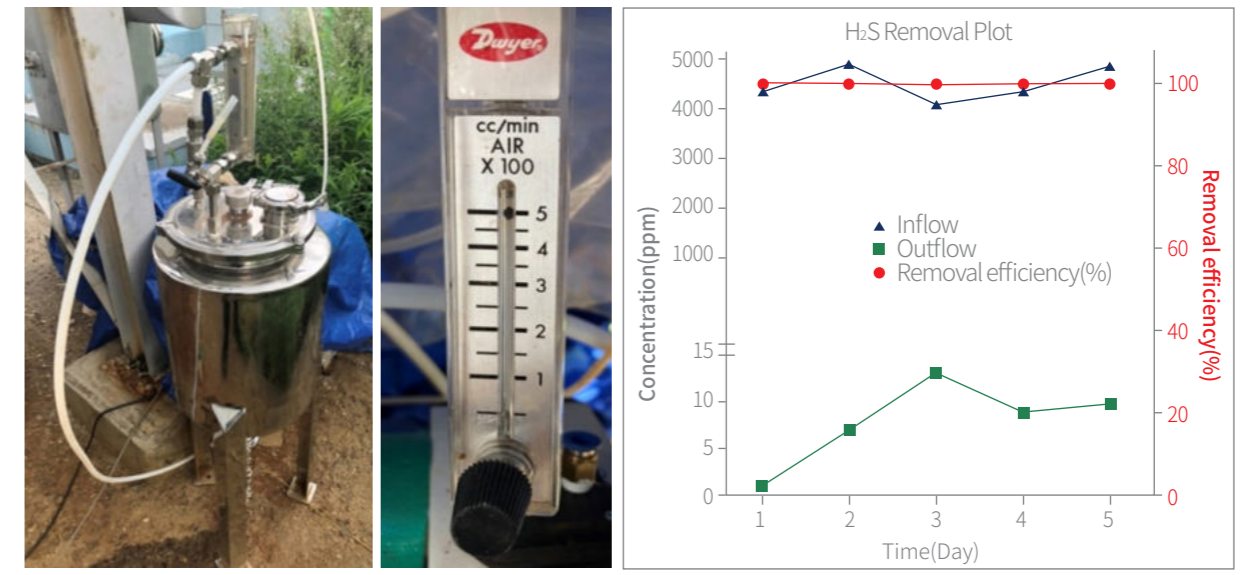 Dwyer
cc/min
AIR
X 100
5
4
3
2
1
H₂S Removal Plot
Concentration(ppm)
5000
4000
3000
2000
1000
15
10
5
0
Inflow
Outflow
Removal efficiency(%)
100
80
60
40
20
0
Removal efficiency(%)
1 2 3 4 5
Time(Day)